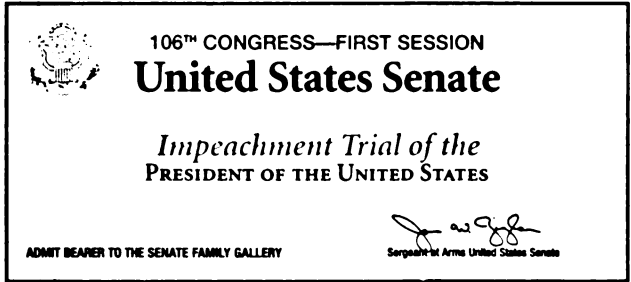 106TH CONGRESS—FIRST SESSION
United States Senate
Impeachment Trial of the
PRESIDENT OF THE UNITED STATES
ADMIT BEARER TO THE SENATE FAMILY GALLERY
Sergeant at Arms United States Senate